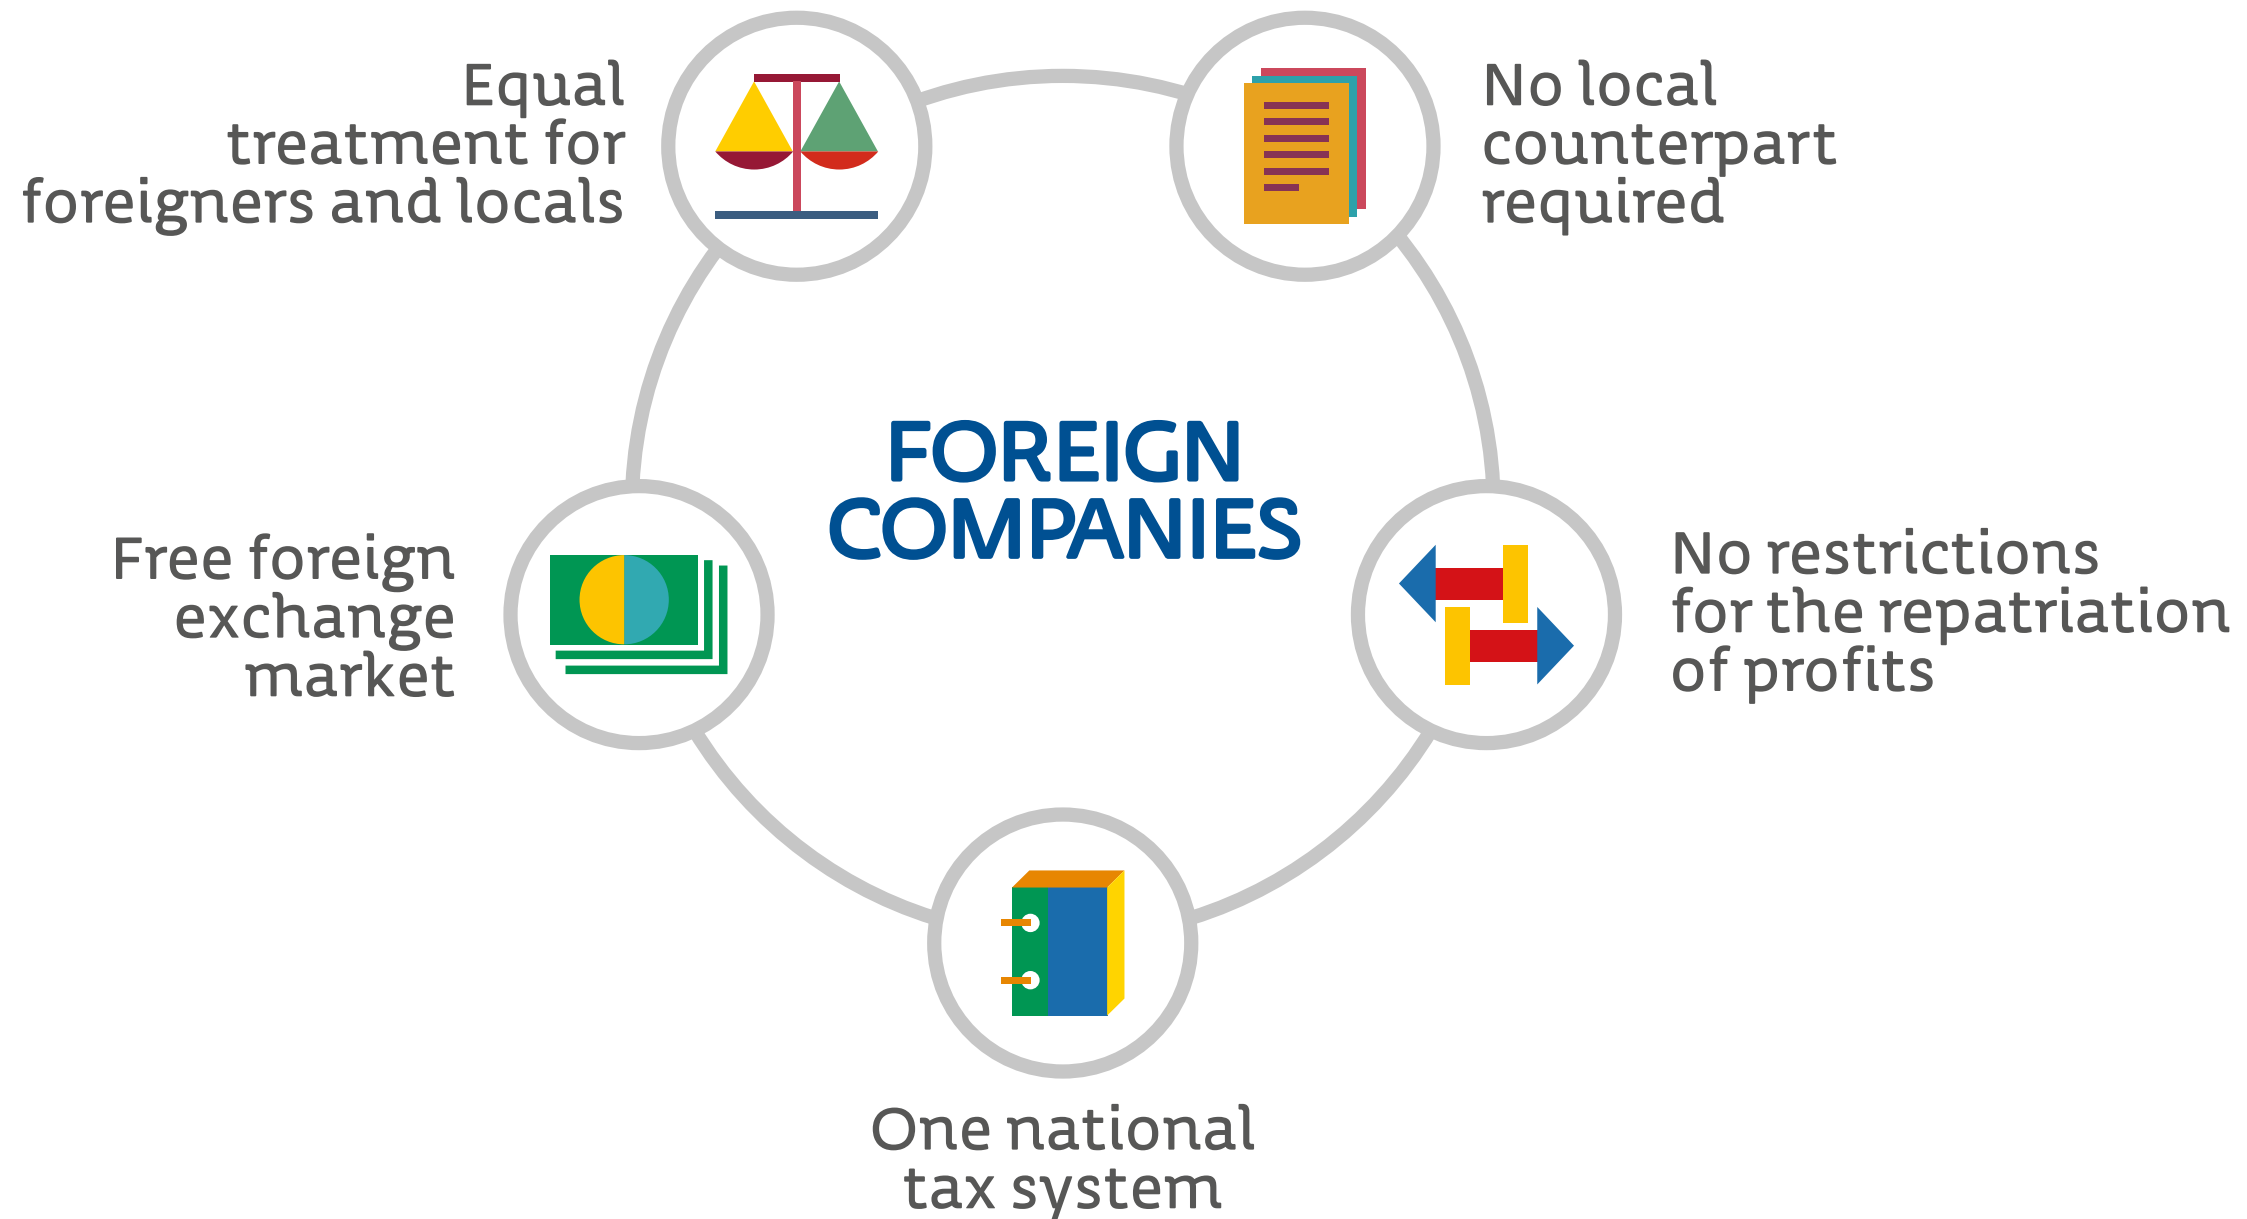 Equal
treatment for
foreigners and locals
No local
counterpart
required
FOREIGN
COMPANIES
Free foreign
exchange
market
No restrictions
for the repatriation
of profits
One national
tax system